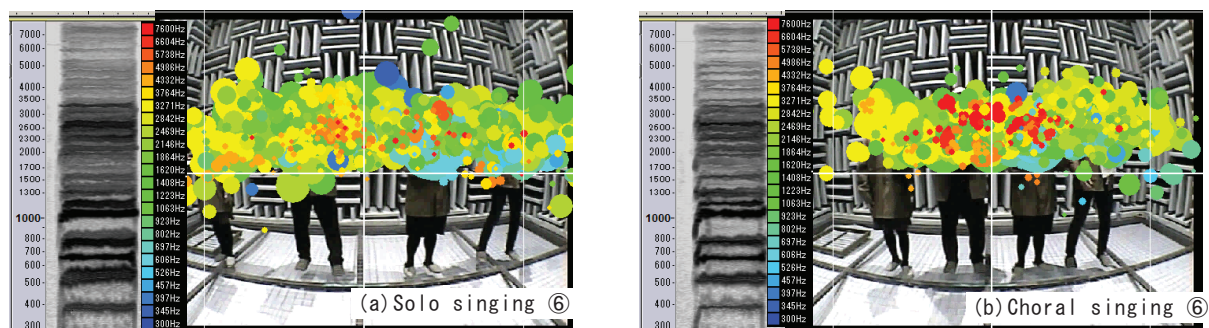 7000-
6000-
5000-
4000-
3500-
3000-
2600-
2300-
2000-
1700-
1500-
1300-
1000-
800-
700-
600-
500-
400-
300
7600Hz
6604Hz
5738Hz
4986Hz
4332Hz
3764Hz
3271Hz
2842Hz
2469Hz
2146Hz
1864Hz
1620Hz
1408Hz
1223Hz
1063Hz
923Hz
802Hz
697Hz
606Hz
526Hz
457Hz
397Hz
345Hz
300Hz
(a)Solo singing ⑥
7000-
6000-
5000-
4000-
3500-
3000-
2600-
2300-
2000-
1700-
1500-
1300-
1000-
800-
700-
600-
500-
400-
300
7600Hz
6604Hz
5738Hz
4986Hz
4332Hz
3764Hz
3271Hz
2842Hz
2469Hz
2146Hz
1864Hz
1620Hz
1408Hz
1223Hz
1063Hz
923Hz
802Hz
697Hz
606Hz
526Hz
457Hz
397Hz
345Hz
300Hz
(b)Choral singing ⑥